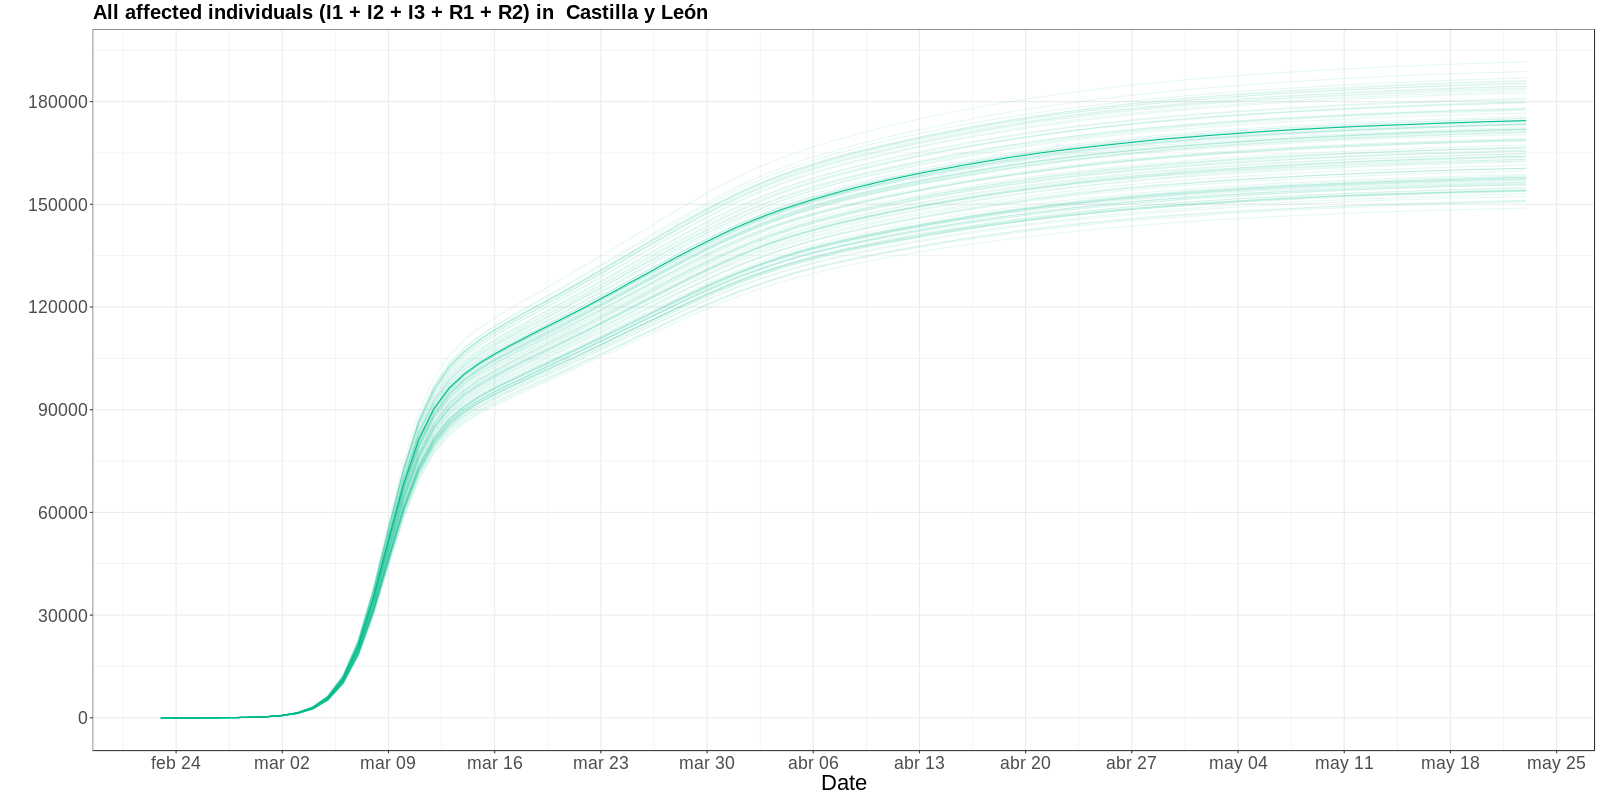 All affected individuals (I1 + I2 + I3 + R1 + R2) in  Castilla y León
180000
150000
120000
90000
60000
30000
0
feb 24 mar 02 mar 09 mar 16 mar 23 mar 30 abr 06 abr 13 abr 20 abr 27 may 04 may 11 may 18 may 25
Date